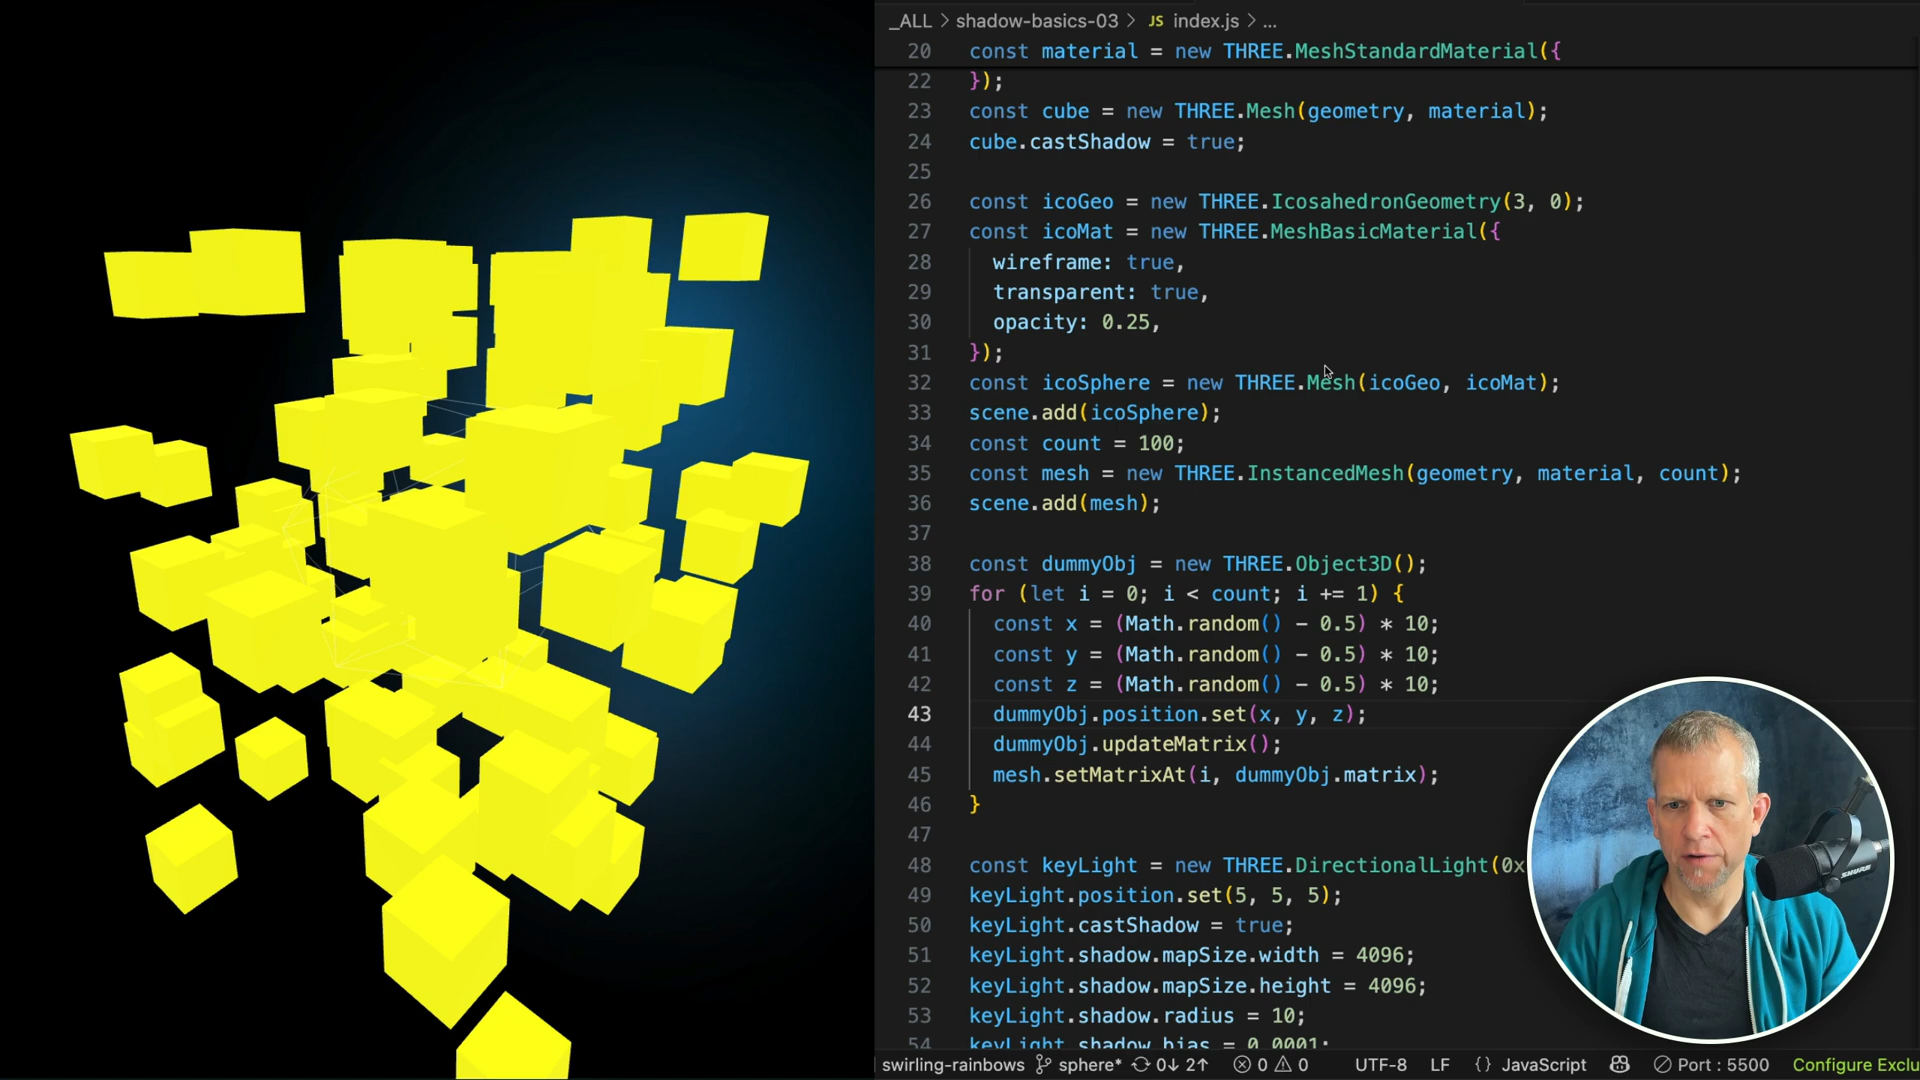 _ALL > shadow-basics-03 > JS index.js > ...
20 const material = new THREE.MeshStandardMaterial({
22 });
23 const cube = new THREE.Mesh(geometry, material);
24 cube.castShadow = true;
25
26 const icoGeo = new THREE.IcosahedronGeometry(3, 0);
27 const icoMat = new THREE.MeshBasicMaterial({
28 wireframe: true,
29 transparent: true,
30 opacity: 0.25,
31 });
32 const icoSphere = new THREE.Mesh(icoGeo, icoMat);
33 scene.add(icoSphere);
34 const count = 100;
35 const mesh = new THREE.InstancedMesh(geometry, material, count);
36 scene.add(mesh);
37
38 const dummyObj = new THREE.Object3D();
39 for (let i = 0; i < count; i += 1) {
40 const x = (Math.random() - 0.5) * 10;
41 const y = (Math.random() - 0.5) * 10;
42 const z = (Math.random() - 0.5) * 10;
43 dummyObj.position.set(x, y, z);
44 dummyObj.updateMatrix();
45 mesh.setMatrixAt(i, dummyObj.matrix);
46 }
47
48 const keyLight = new THREE.DirectionalLight(0x
49 keyLight.position.set(5, 5, 5);
50 keyLight.castShadow = true;
51 keyLight.shadow.mapSize.width = 4096;
52 keyLight.shadow.mapSize.height = 4096;
53 keyLight.shadow.radius = 10;
54 keyLight.shadow.bias = 0.0001;
swirling-rainbows sphere* 0↓ 2↑ 0 0 UTF-8 LF {} JavaScript Port : 5500 Configure Exclu
SHURE